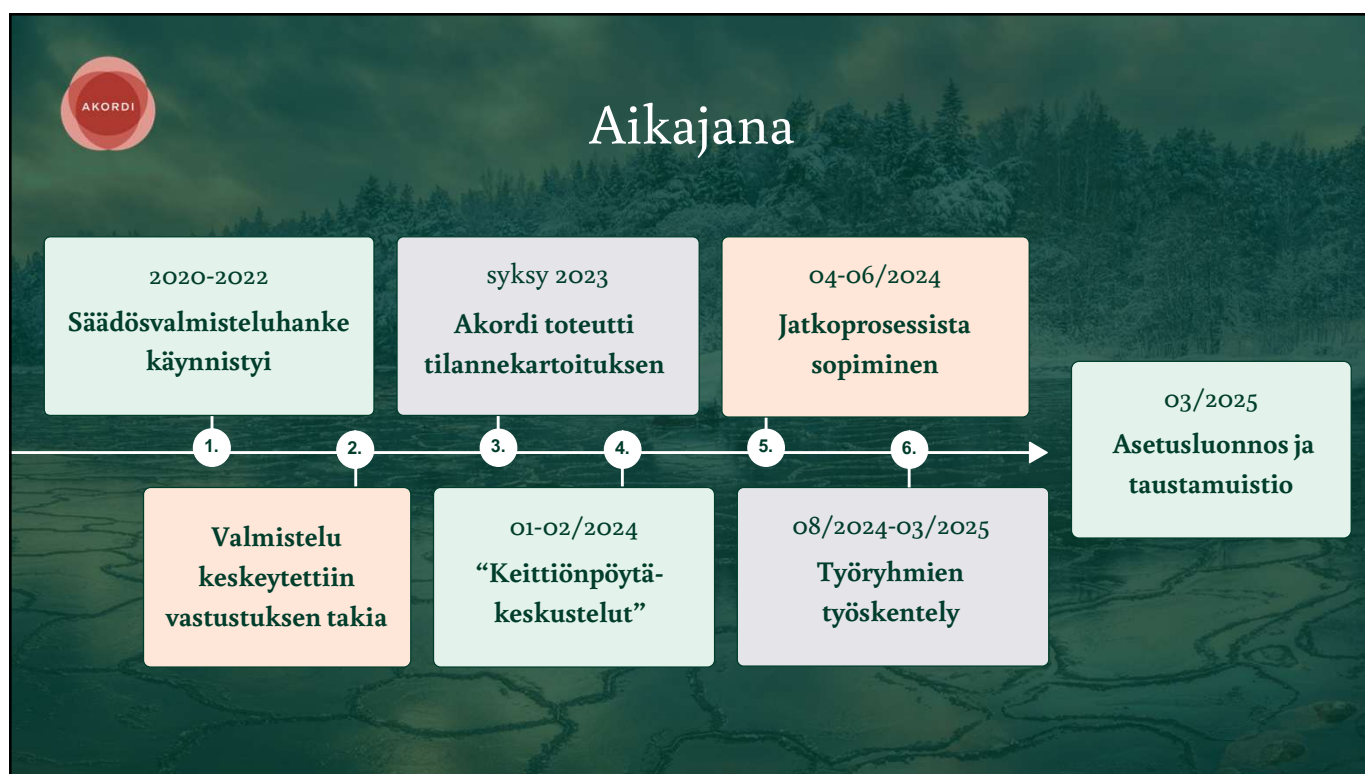 AKORDI
Aikajana
2020-2022
Säädösvalmisteluhanke
käynnistyi
syksy 2023
Akordi toteutti
tilannekartoituksen
04-06/2024
Jatkoprosessista
sopiminen
03/2025
Asetusluonnos ja
taustamuistio
1.
2.
3.
4.
5.
6.
Valmistelu
keskeytettiin
vastustuksen takia
01-02/2024
“Keittiönpöytä-
keskustelut”
08/2024-03/2025
Työryhmien
työskentely